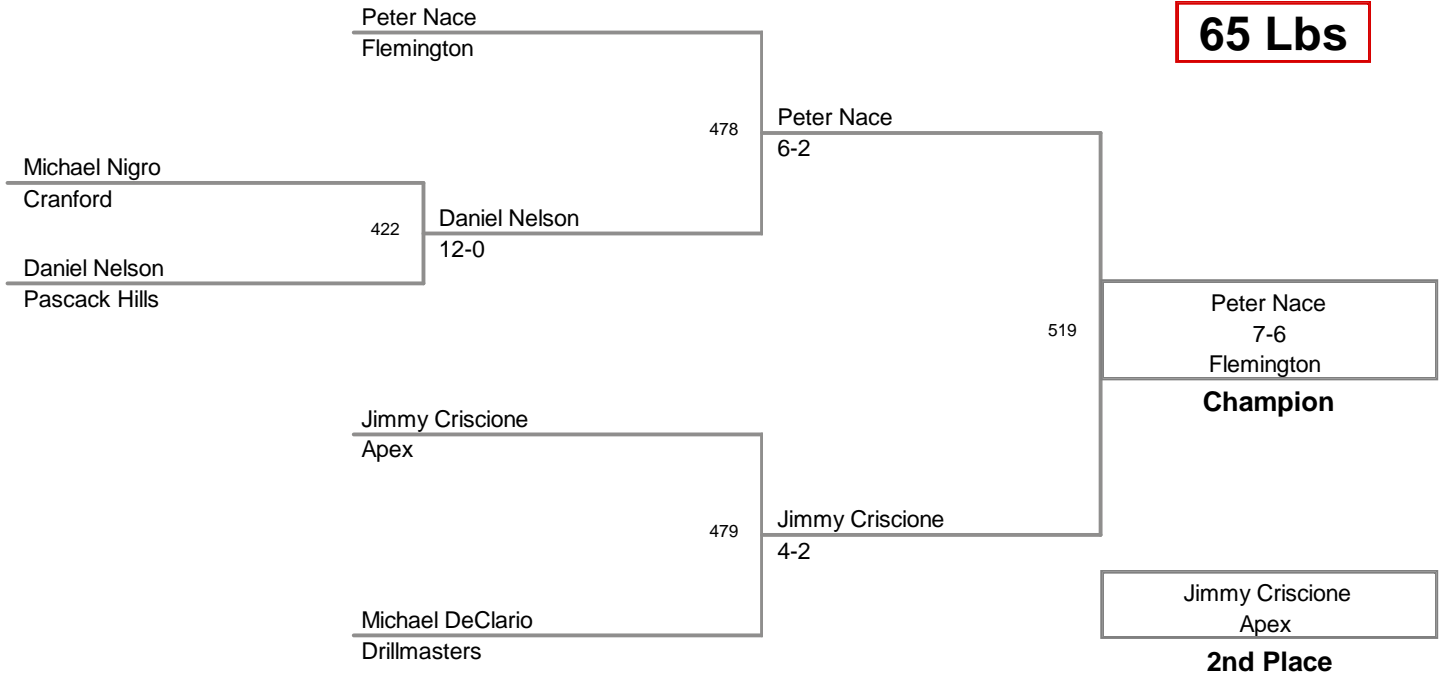 Peter Nace
Flemington
65 Lbs
478
Peter Nace
6-2
Michael Nigro
Cranford
422
Daniel Nelson
12-0
Daniel Nelson
Pascack Hills
519
Peter Nace
7-6
Flemington
Champion
Jimmy Criscione
Apex
479
Jimmy Criscione
4-2
Michael DeClario
Drillmasters
Jimmy Criscione
Apex
2nd Place